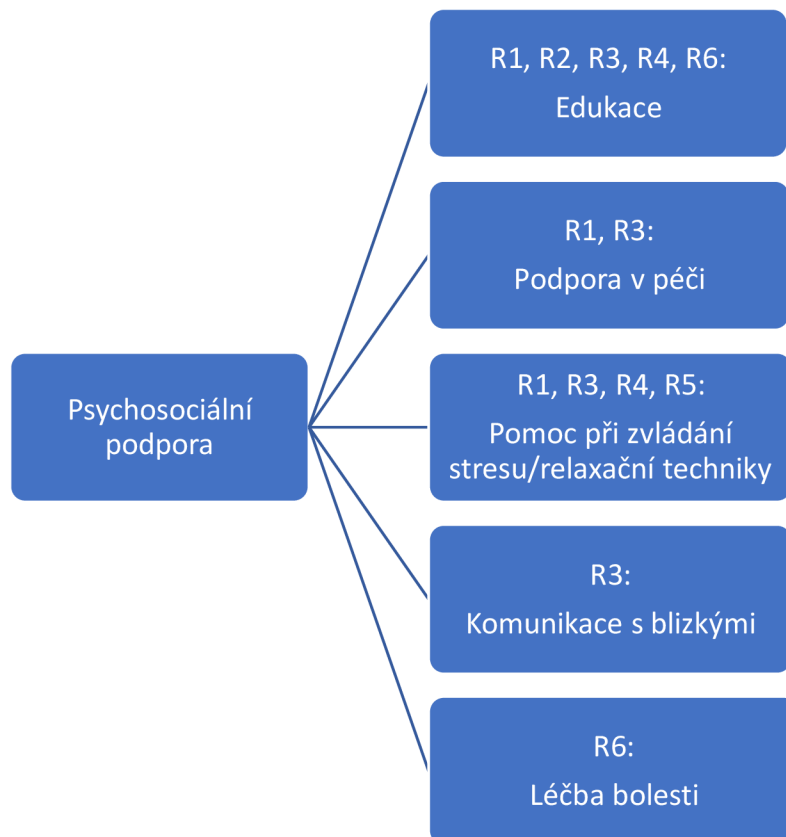 R1, R2, R3, R4, R6:
Edukace
R1, R3:
Podpora v péči
Psychosociální
podpora
R1, R3, R4, R5:
Pomoc při zvládání
stresu/relaxační techniky
R3:
Komunikace s blizkými
R6:
Léčba bolesti